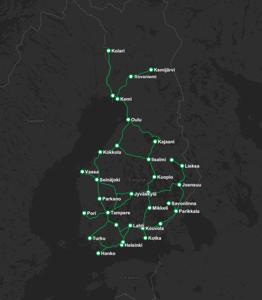 Kolari
Kemijärvi
Rovaniemi
Kemi
Oulu
Kajaani
Kokkola
Iisalmi
Lieksa
Vaasa
Seinäjoki
Kuopio
Joensuu
Parkano
Jyväskylä
Savonlinna
Mikkeli
Parikkala
Pori
Tampere
Lahti
Kouvola
Turku
Kotka
Helsinki
Hanko